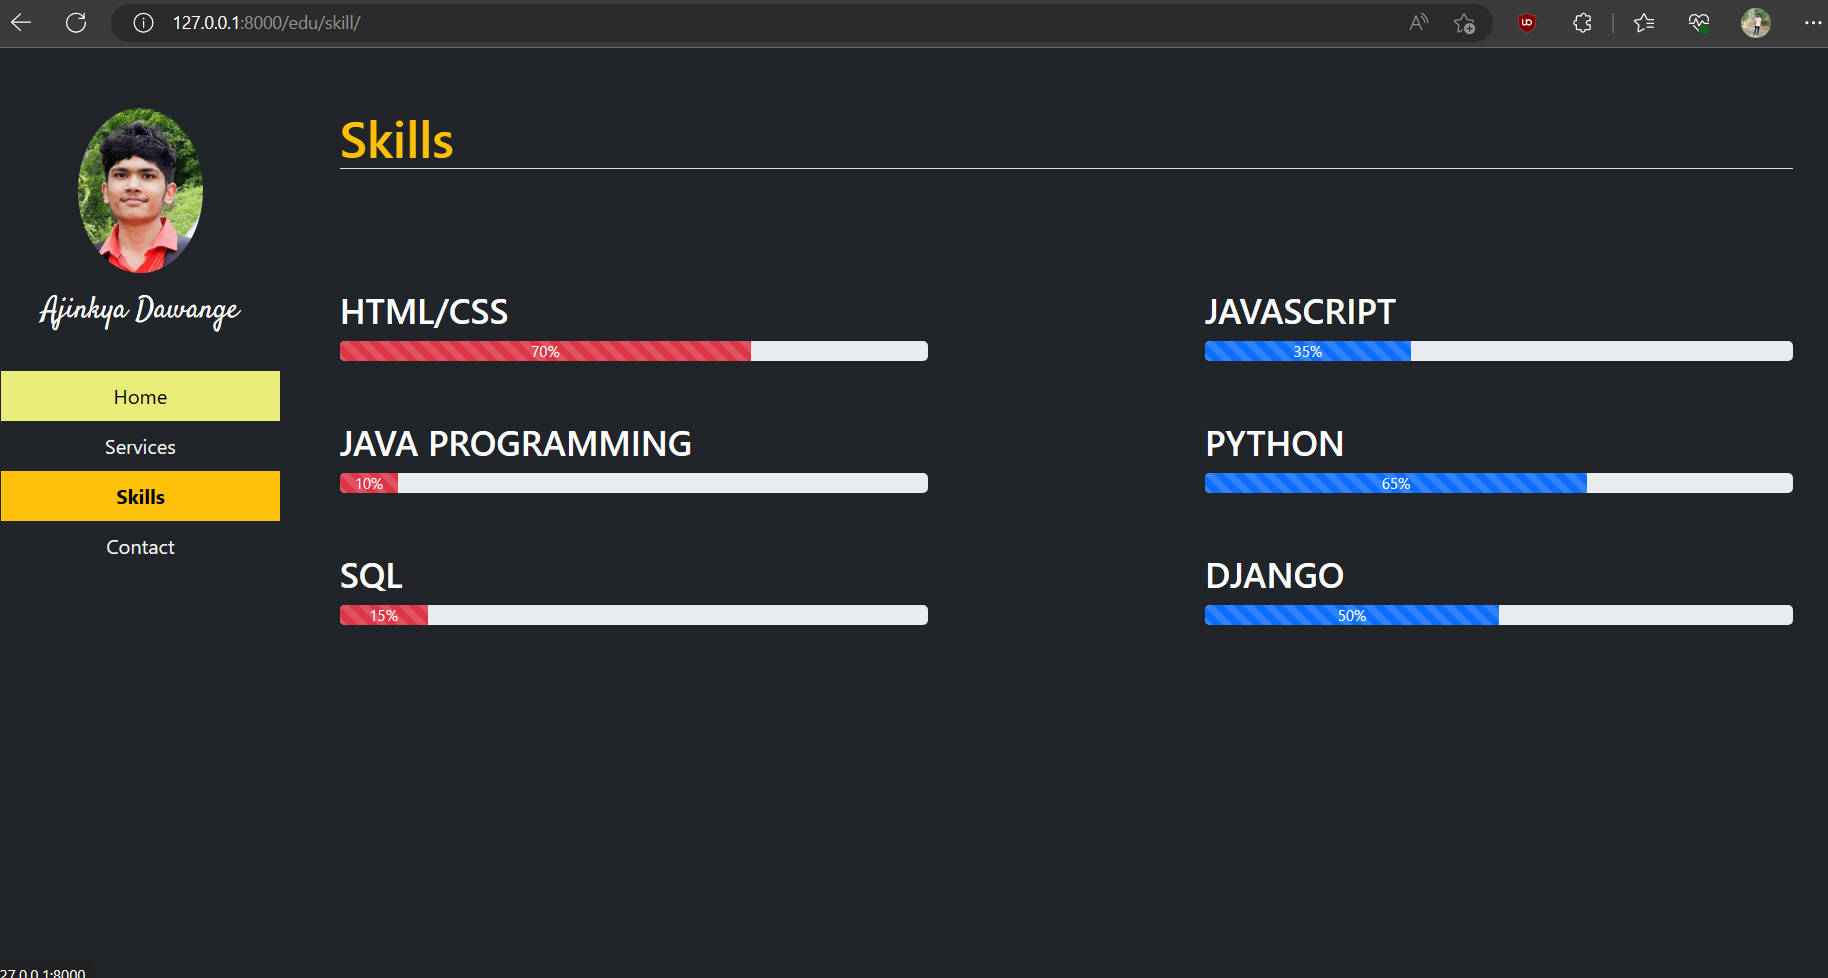 127.0.0.1:8000/edu/skill/
Skills
Ajinkya Dawange
Home
Services
Skills
Contact
HTML/CSS
70%
JAVASCRIPT
35%
JAVA PROGRAMMING
10%
PYTHON
65%
SQL
15%
DJANGO
50%
27.0.0.1:8000